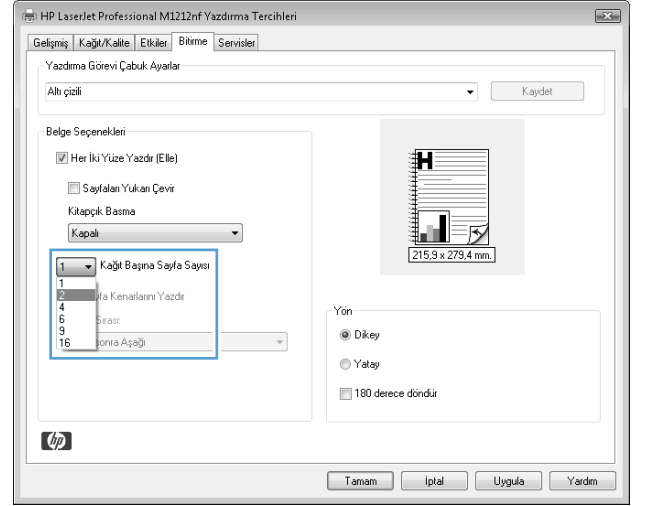 HP LaserJet Professional M1212nf Yazdırma Tercihleri
Gelişmiş Kağıt/Kalite Etkiler Bitirme Servisler
Yazdırma Görevi Çabuk Ayarlar
Altı çizili
Kaydet
Belge Seçenekleri
Her İki Yüze Yazdır (Elle)
Sayfaları Yukarı Çevir
Kitapçık Basma
Kapalı
1 Kağıt Başına Sayfa Sayısı
1
2
4
6
9
16
Kenarlarını Yazdır
Sırası:
sonra Aşağı
H
215,9 x 279,4 mm.
Yön
Dikey
Yatay
180 derece döndür
hp
Tamam İptal Uygula Yardım